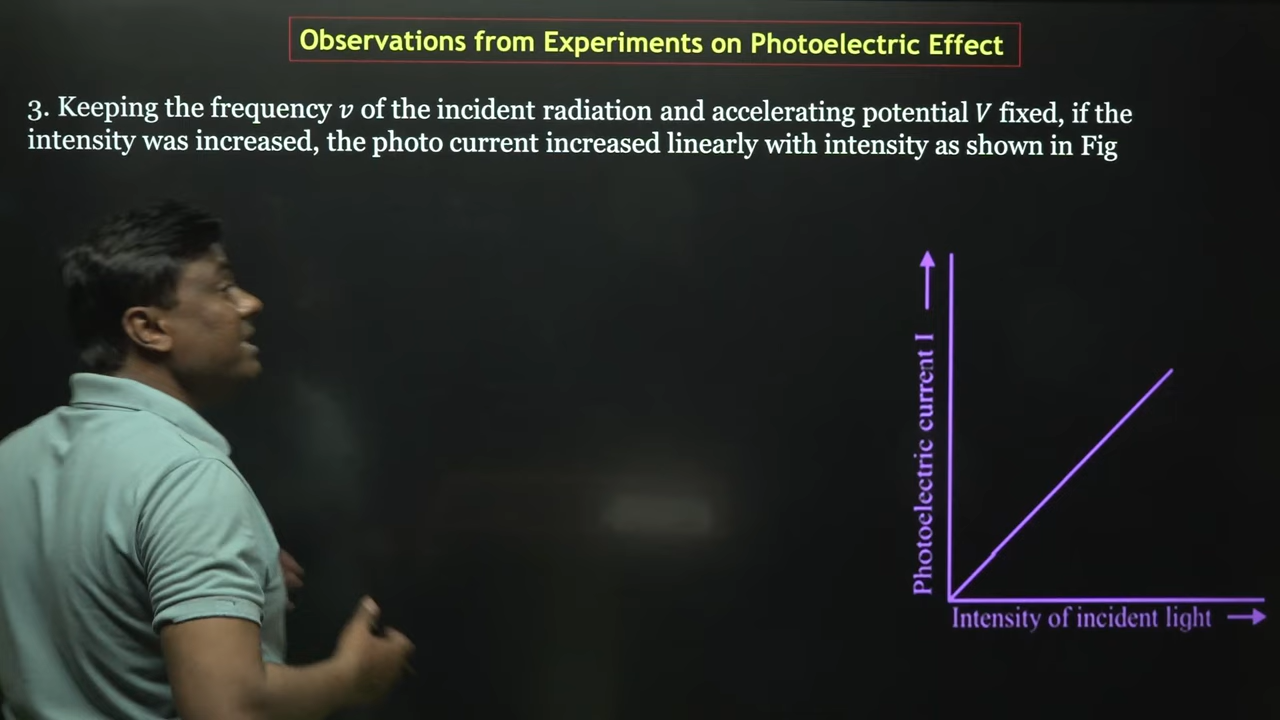 Observations from Experiments on Photoelectric Effect
3. Keeping the frequency ν of the incident radiation and accelerating potential V fixed, if the
intensity was increased, the photo current increased linearly with intensity as shown in Fig
Photoelectric current I
Intensity of incident light